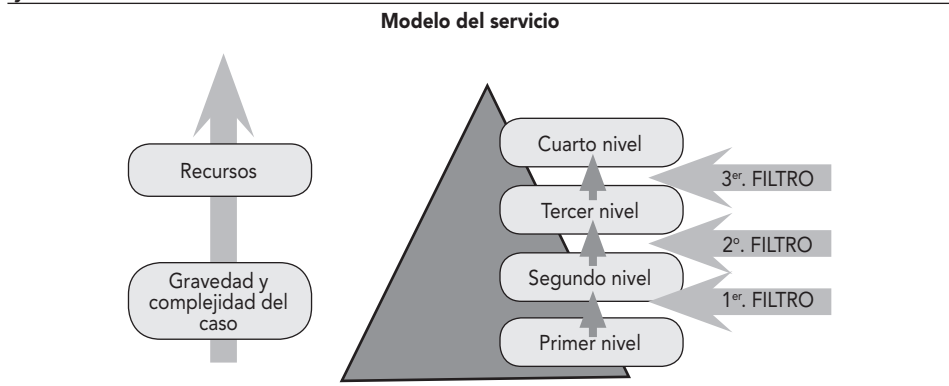 Modelo del servicio
Recursos
Gravedad y
complejidad del
caso
Cuarto nivel
Tercer nivel
Segundo nivel
Primer nivel
3er. FILTRO
2o. FILTRO
1er. FILTRO